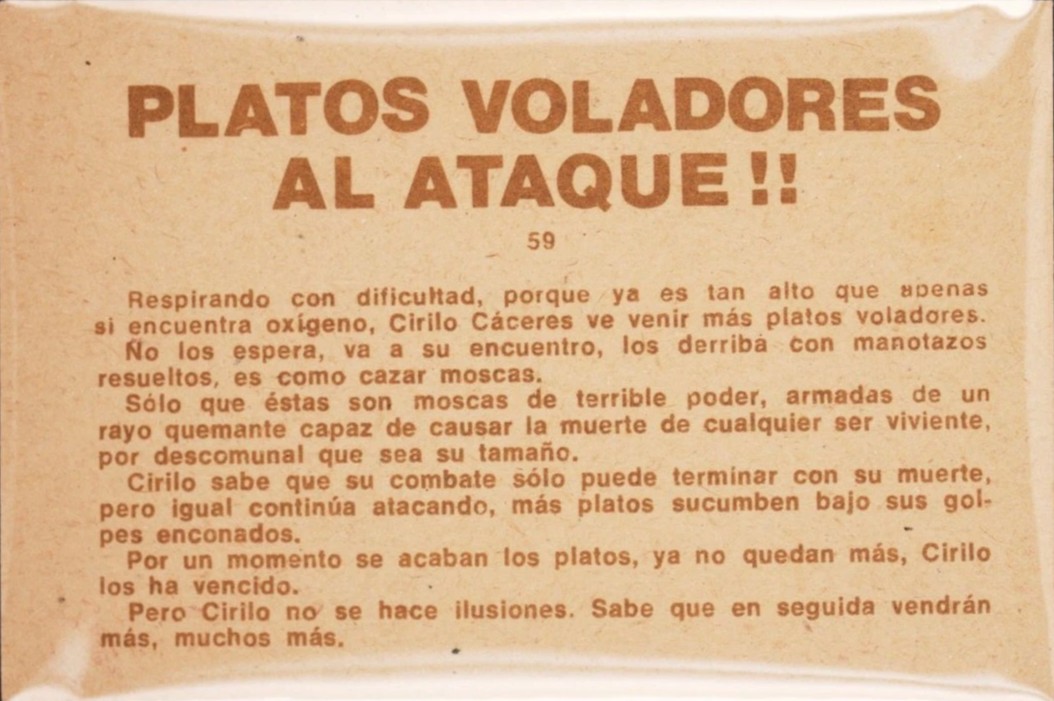 PLATOS VOLADORES
AL ATAQUE!!
59
Respirando con dificultad, porque ya es tan alto que apenas
si encuentra oxígeno, Cirilo Cáceres ve venir más platos voladores.
No los espera, va a su encuentro, los derriba con manotazos
resueltos, es como cazar moscas.
Sólo que éstas son moscas de terrible poder, armadas de un
rayo quemante capaz de causar la muerte de cualquier ser viviente,
por descomunal que sea su tamaño.
Cirilo sabe que su combate sólo puede terminar con su muerte,
pero igual continúa atacando, más platos sucumben bajo sus gol-
pes enconados.
Por un momento se acaban los platos, ya no quedan más, Cirilo
los ha vencido.
Pero Cirilo no se hace ilusiones. Sabe que en seguida vendrán
más, muchos más.